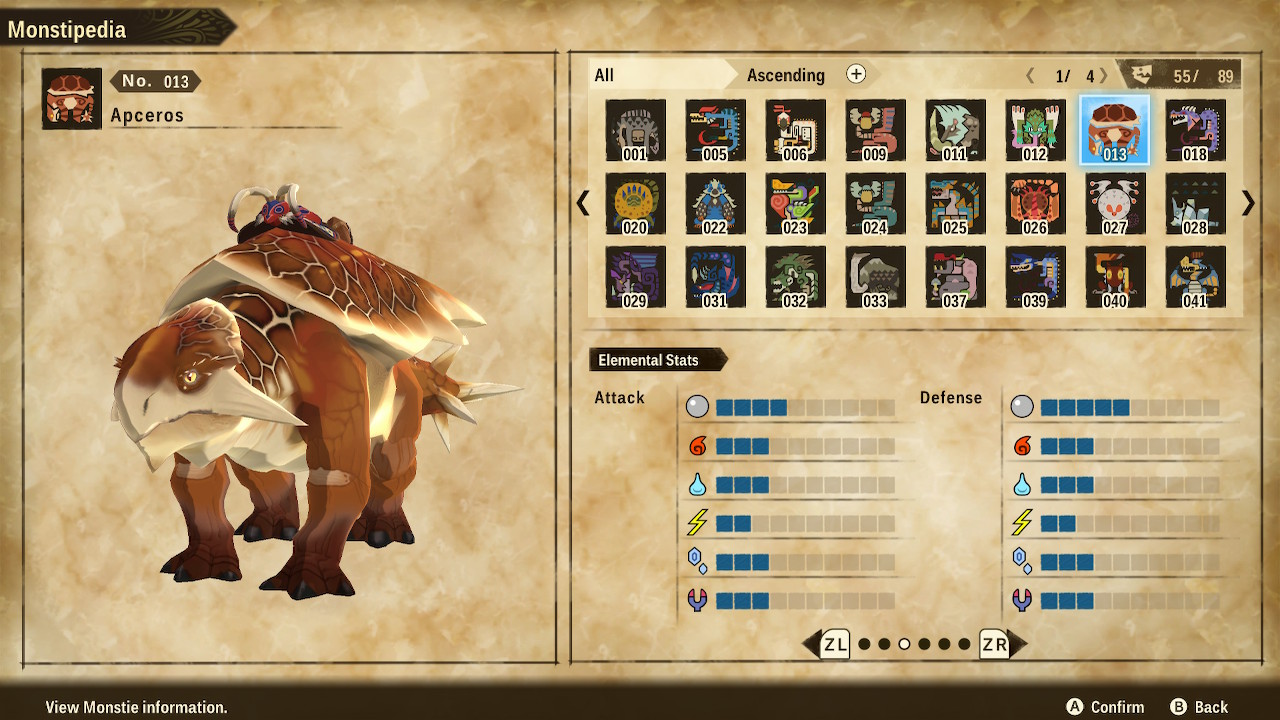 Monstipedia
No. 013
Apceros
All
Ascending
1/ 4
55/ 89
001 005 006 009 011 012 013 018
020 022 023 024 025 026 027 028
029 031 032 033 037 039 040 041
Elemental Stats
Attack
Defense
ZL
ZR
View Monstie information.
A Confirm
B Back